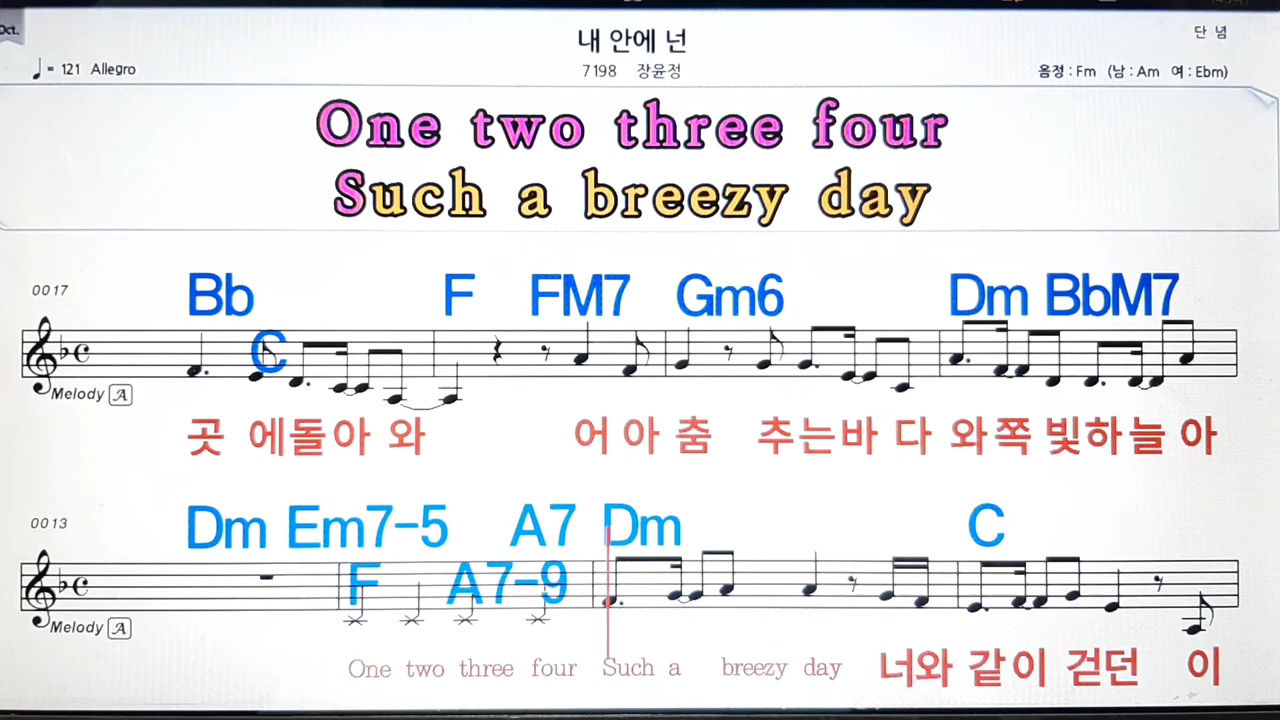 Oct.
내 안에 넌
단 념
♩ = 121 Allegro
7198 장윤정
음정 : Fm (남 : Am 여 : Ebm)
One two three four
Such a breezy day
0017
Bb C F FM7 Gm6 Dm BbM7
Melody A
곳 에돌아 와 어 아 춤 추는바 다 와쪽 빛하늘 아
0013
Dm Em7-5 A7 Dm C
F A7-9
Melody A
One two three four Such a breezy day 너와 같이 걷던 이